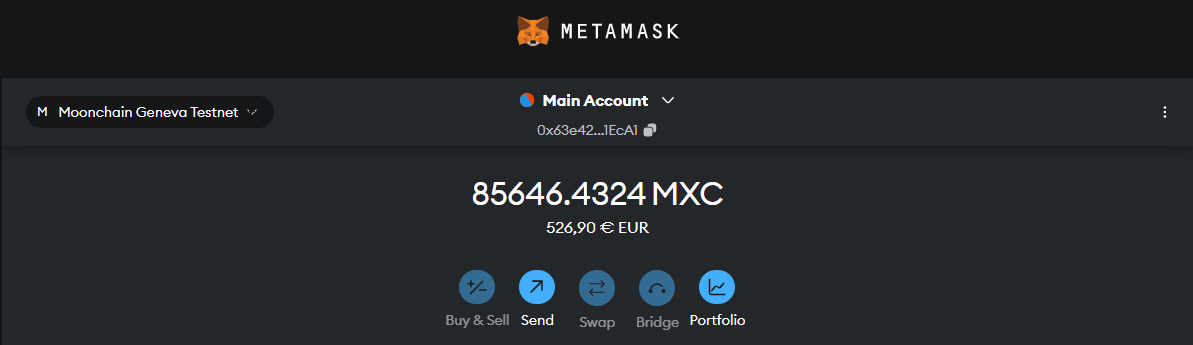 METAMASK
M Moonchain Geneva Testnet
Main Account
0x63e42...1EcA1
85646.4324 MXC
526,90 € EUR
Buy & Sell Send Swap Bridge Portfolio